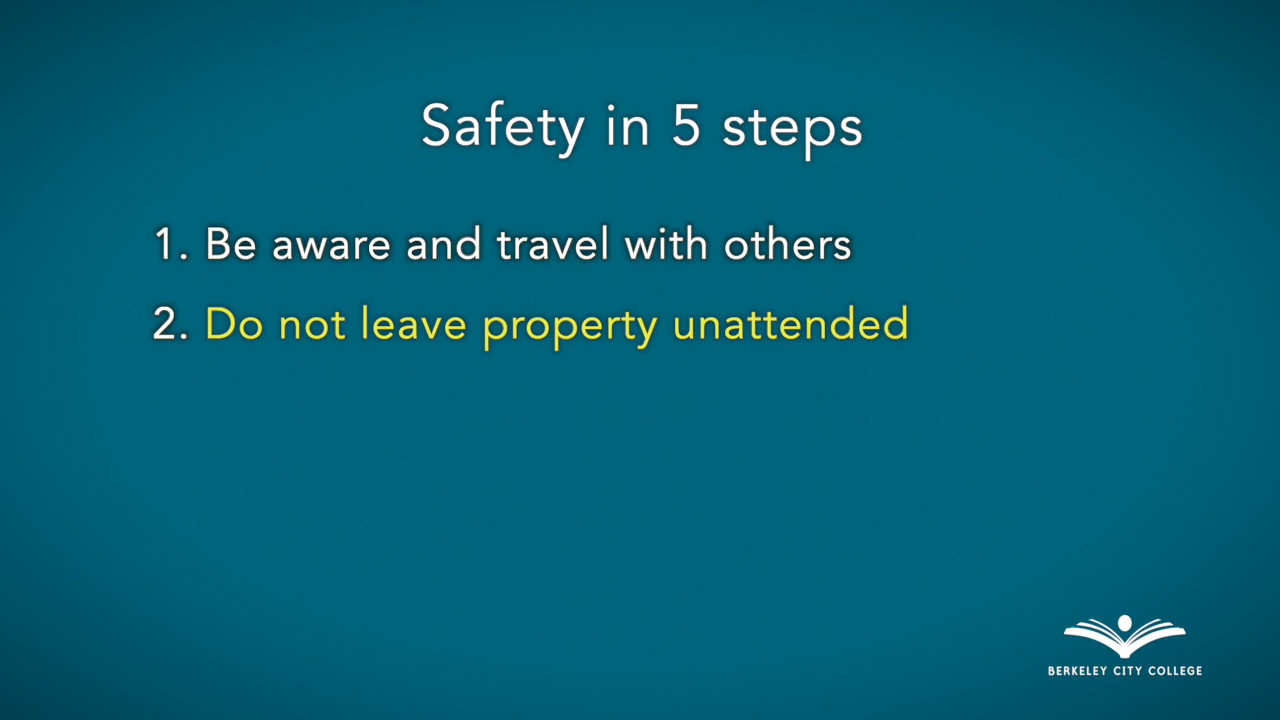 Safety in 5 steps
1. Be aware and travel with others
2. Do not leave property unattended
BERKELEY CITY COLLEGE